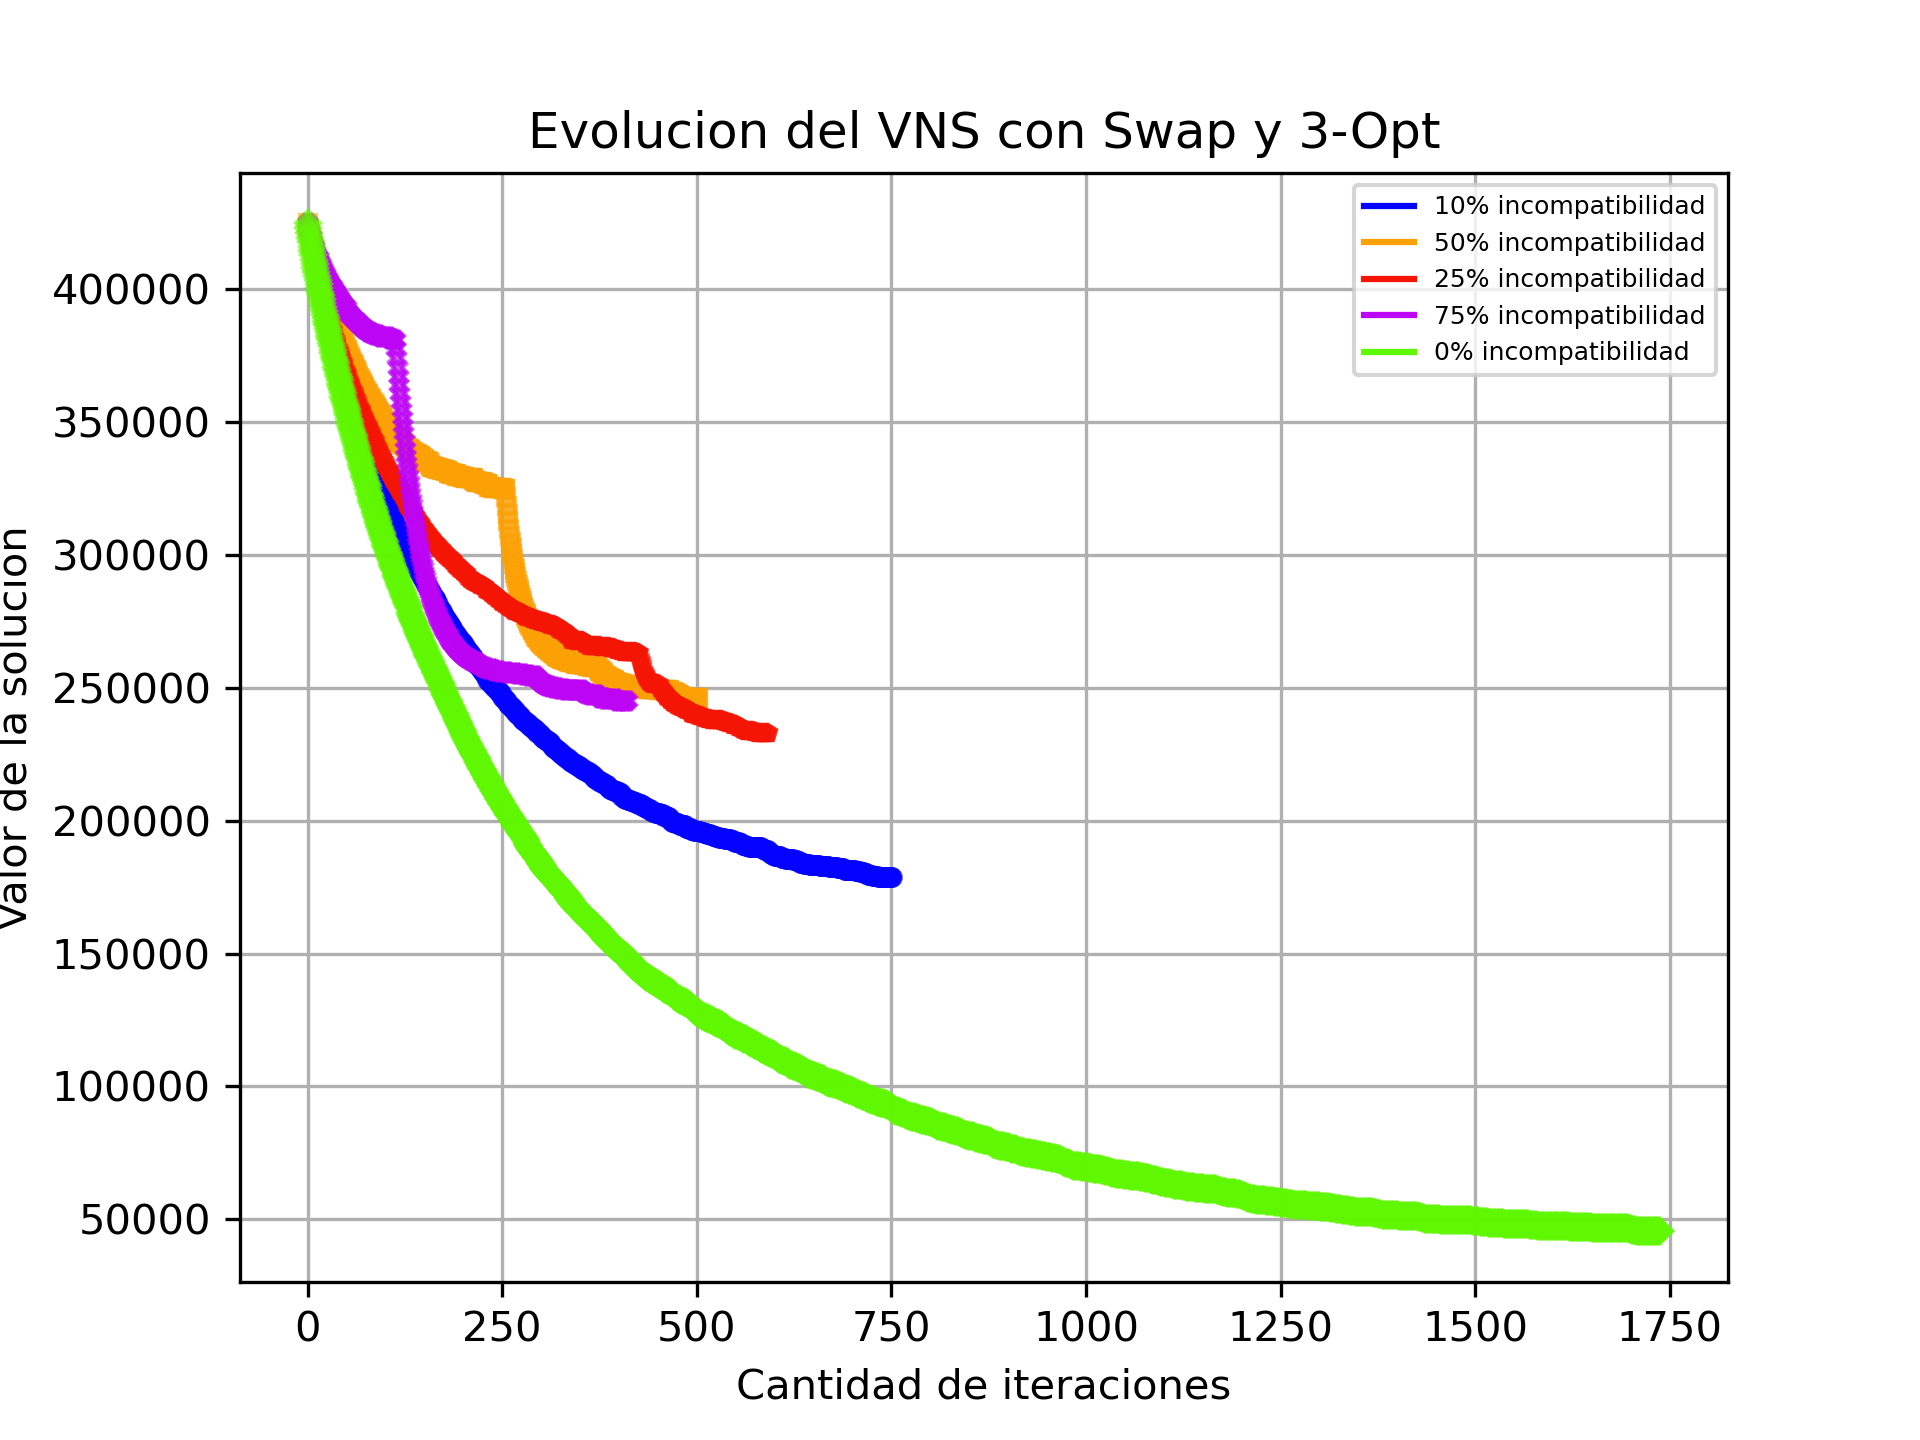 Evolucion del VNS con Swap y 3-Opt
10% incompatibilidad
50% incompatibilidad
25% incompatibilidad
75% incompatibilidad
0% incompatibilidad
Valor de la solucion
400000
350000
300000
250000
200000
150000
100000
50000
0 250 500 750 1000 1250 1500 1750
Cantidad de iteraciones